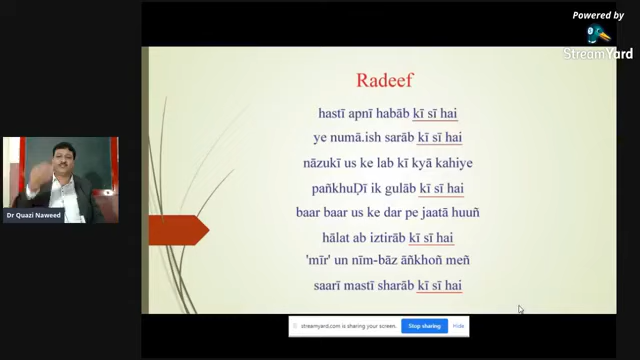 Powered by
StreamYard
Radeef
hastī apnī habāb kī sī hai
ye numā.ish sarāb kī sī hai
nāzukī us ke lab kī kyā kahiye
pañkhuḌī ik gulāb kī sī hai
baar baar us ke dar pe jaatā huuñ
hālat ab iztirāb kī sī hai
'mīr' un nīm-bāz āñkhoñ meñ
saarī mastī sharāb kī sī hai
Dr Quazi Naweed
streamyard.com is sharing your screen.
Stop sharing
Hide